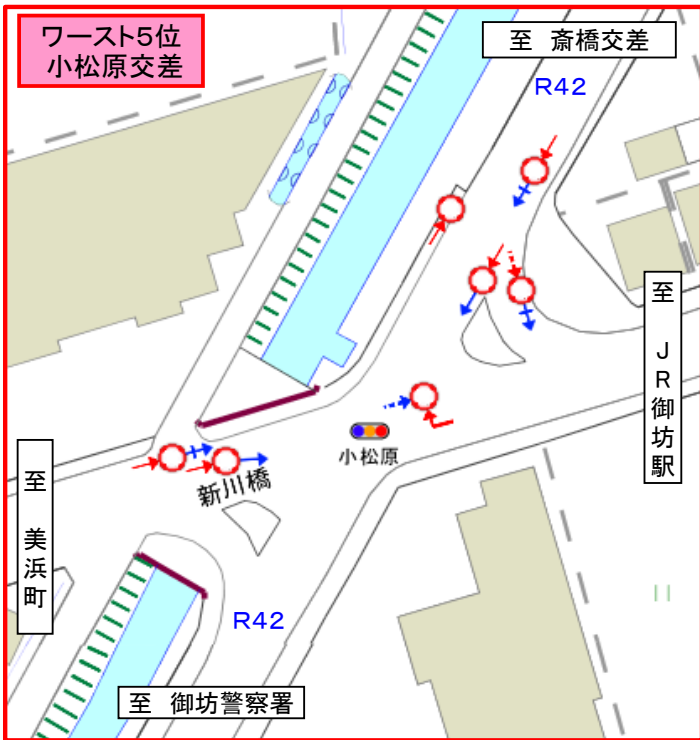 ワースト5位
小松原交差
至 斎橋交差
R42
至 JR御坊駅
小松原
新川橋
至 美浜町
R42
至 御坊警察署